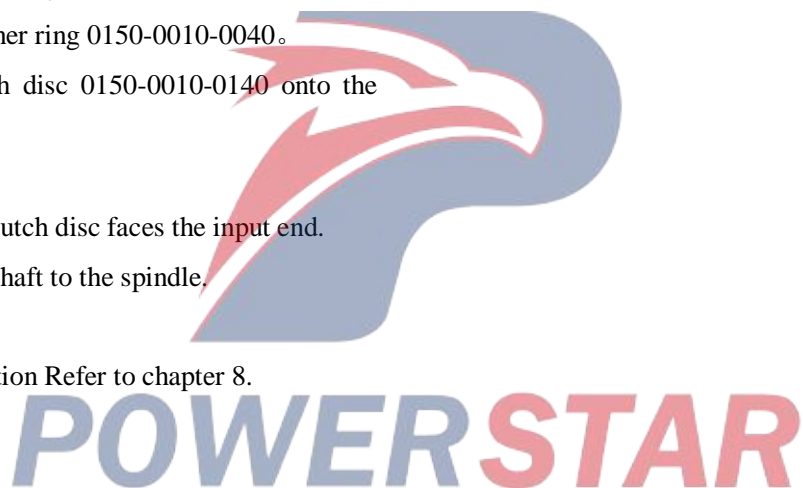 ner ring 0150-0010-0040。
h disc 0150-0010-0140 onto the
utch disc faces the input end.
haft to the spindle.
tion Refer to chapter 8.
POWERSTAR